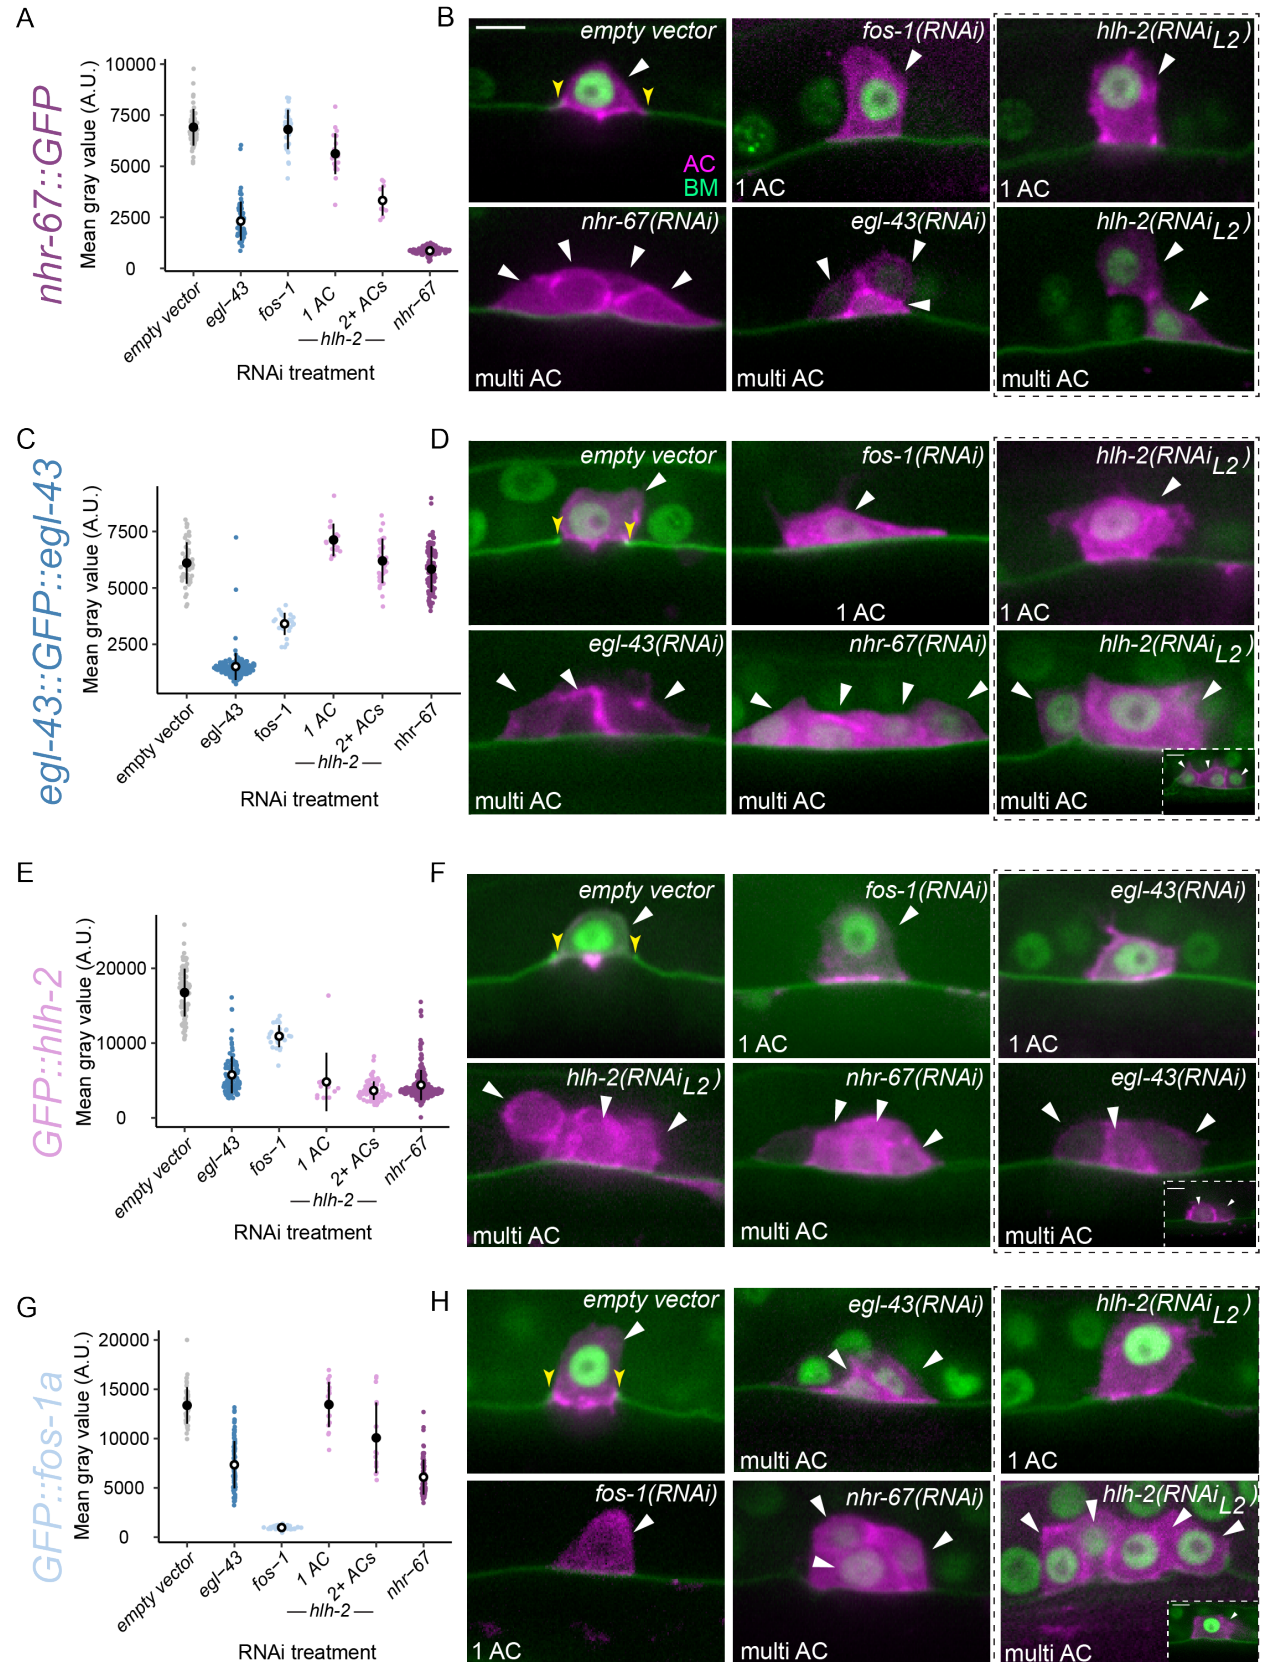 A
nhr-67::GFP
Mean gray value (A.U.)
10000
7500
5000
2500
0
empty vector
egl−43
fos−1
1 AC
2+ ACs
nhr−67
hlh-2
RNAi treatment
B
empty vector
AC
BM
fos-1(RNAi)
1 AC
hlh-2(RNAiL2)
1 AC
nhr-67(RNAi)
multi AC
egl-43(RNAi)
multi AC
hlh-2(RNAiL2)
multi AC
C
egl-43::GFP::egl-43
Mean gray value (A.U.)
7500
5000
2500
empty vector
egl−43
fos−1
1 AC
2+ ACs
nhr−67
hlh-2
RNAi treatment
D
empty vector
fos-1(RNAi)
1 AC
hlh-2(RNAiL2)
1 AC
egl-43(RNAi)
multi AC
nhr-67(RNAi)
hlh-2(RNAiL2)
multi AC
E
GFP::hlh-2
Mean gray value (A.U.)
20000
10000
0
empty vector
egl−43
fos−1
1 AC
2+ ACs
nhr−67
hlh-2
RNAi treatment
F
empty vector
fos-1(RNAi)
1 AC
egl-43(RNAi)
1 AC
hlh-2(RNAiL2)
multi AC
nhr-67(RNAi)
multi AC
egl-43(RNAi)
multi AC
G
GFP::fos-1a
Mean gray value (A.U.)
20000
15000
10000
5000
0
empty vector
egl−43
fos−1
1 AC
2+ ACs
nhr−67
hlh-2
RNAi treatment
H
empty vector
egl-43(RNAi)
multi AC
hlh-2(RNAiL2)
1 AC
fos-1(RNAi)
1 AC
nhr-67(RNAi)
multi AC
hlh-2(RNAiL2)
multi AC